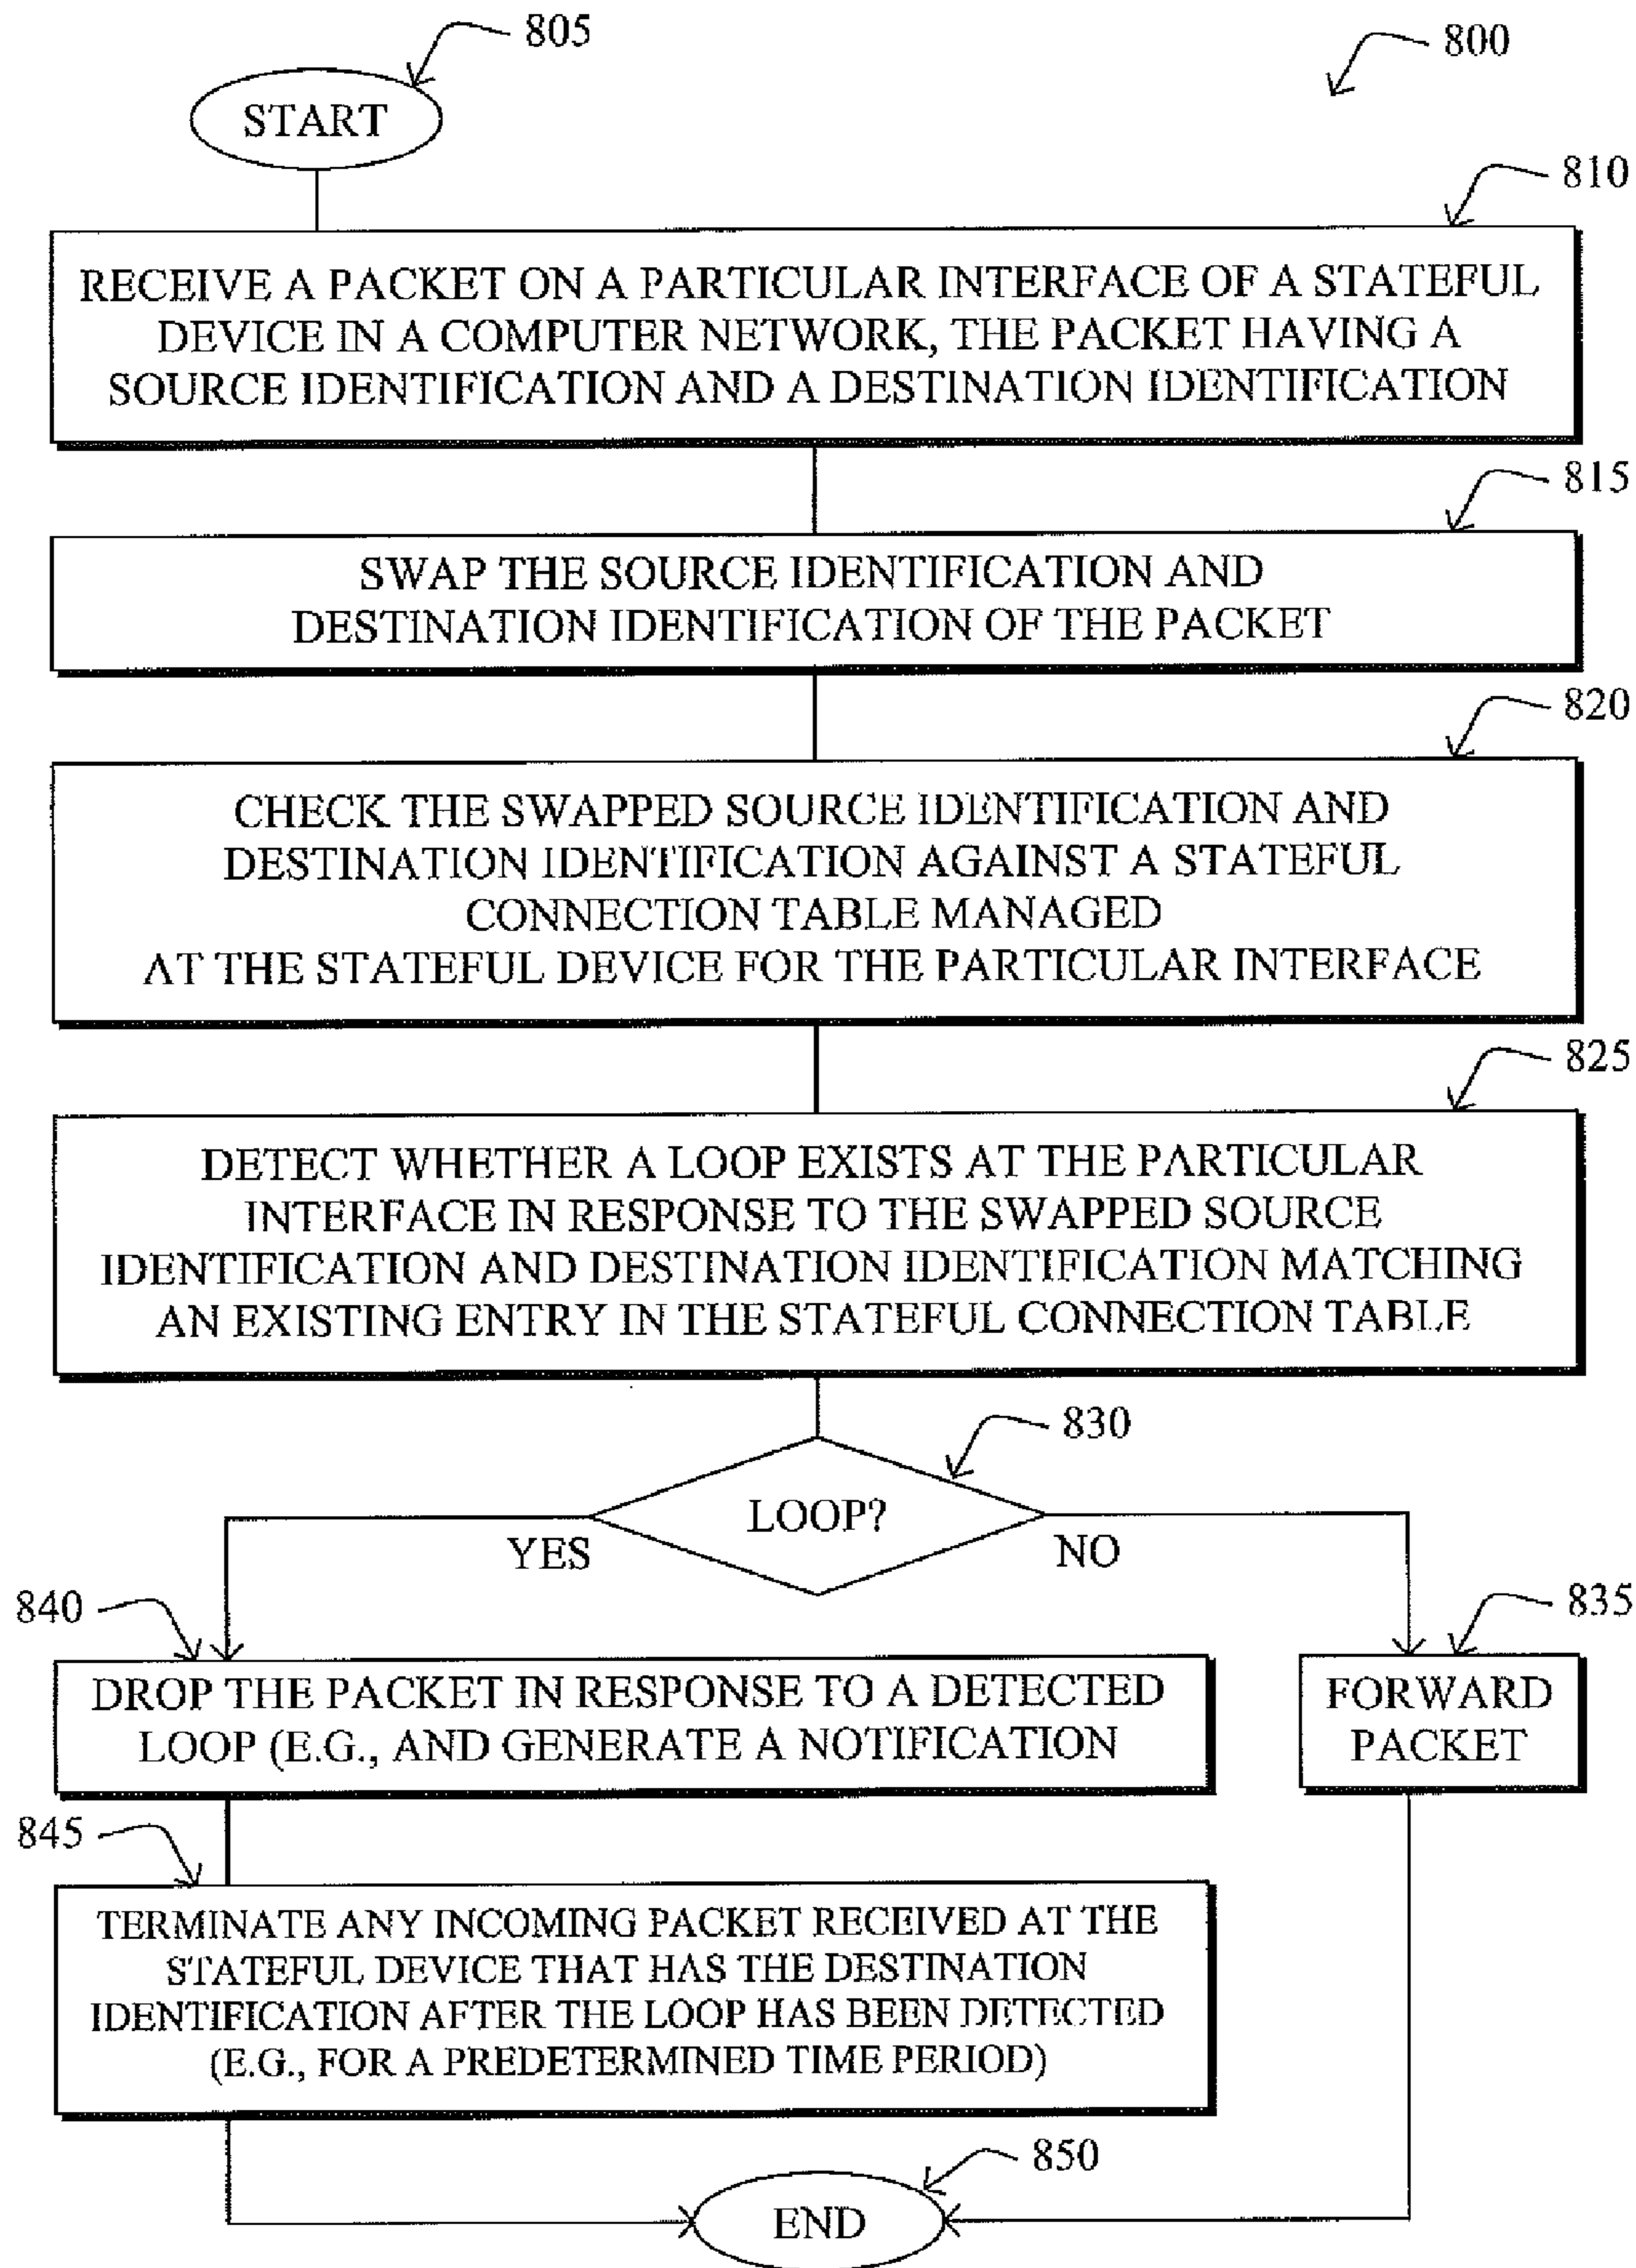 805
800
START
810
RECEIVE A PACKET ON A PARTICULAR INTERFACE OF A STATEFUL
DEVICE IN A COMPUTER NETWORK, THE PACKET HAVING A
SOURCE IDENTIFICATION AND A DESTINATION IDENTIFICATION
815
SWAP THE SOURCE IDENTIFICATION AND
DESTINATION IDENTIFICATION OF THE PACKET
820
CHECK THE SWAPPED SOURCE IDENTIFICATION AND
DESTINATION IDENTIFICATION AGAINST A STATEFUL
CONNECTION TABLE MANAGED
AT THE STATEFUL DEVICE FOR THE PARTICULAR INTERFACE
825
DETECT WHETHER A LOOP EXISTS AT THE PARTICULAR
INTERFACE IN RESPONSE TO THE SWAPPED SOURCE
IDENTIFICATION AND DESTINATION IDENTIFICATION MATCHING
AN EXISTING ENTRY IN THE STATEFUL CONNECTION TABLE
830
LOOP?
YES
NO
840
835
DROP THE PACKET IN RESPONSE TO A DETECTED
LOOP (E.G., AND GENERATE A NOTIFICATION
FORWARD
PACKET
845
TERMINATE ANY INCOMING PACKET RECEIVED AT THE
STATEFUL DEVICE THAT HAS THE DESTINATION
IDENTIFICATION AFTER THE LOOP HAS BEEN DETECTED
(E.G., FOR A PREDETERMINED TIME PERIOD)
850
END